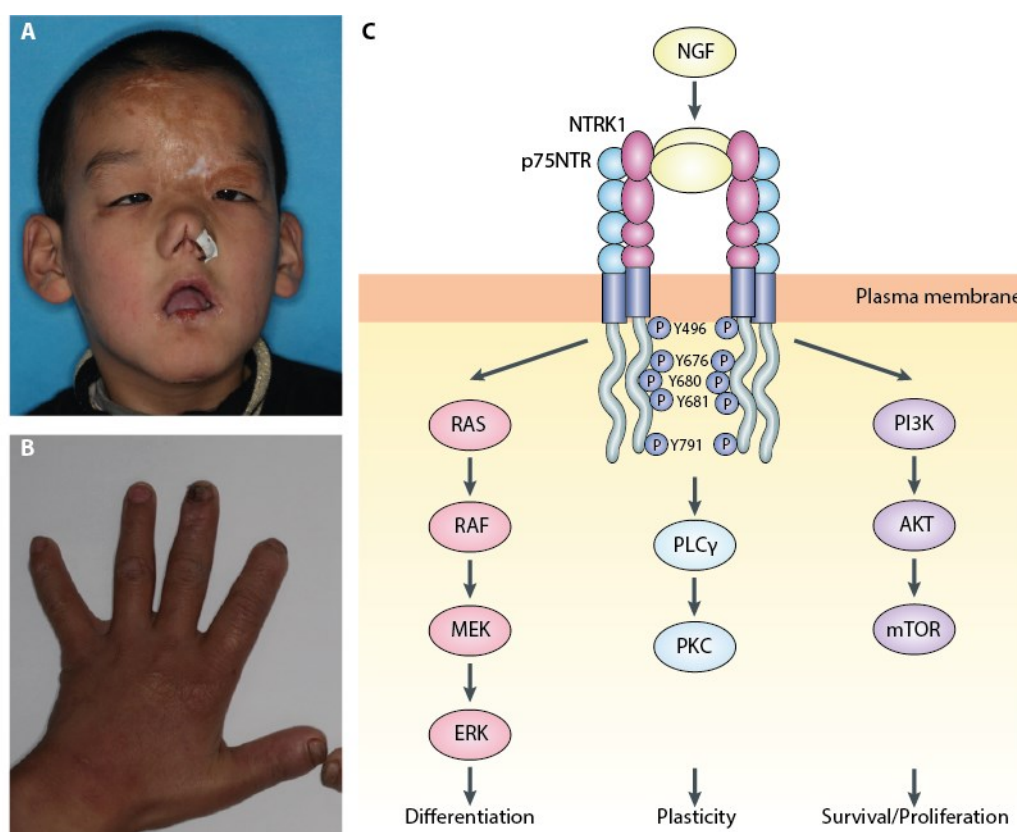 A
B
C
NGF
NTRK1
p75NTR
Plasma membrane
P Y496 P
P Y676 P
P Y680 P
P Y681 P
P Y791 P
RAS
RAF
MEK
ERK
Differentiation
PLCγ
PKC
Plasticity
PI3K
AKT
mTOR
Survival/Proliferation